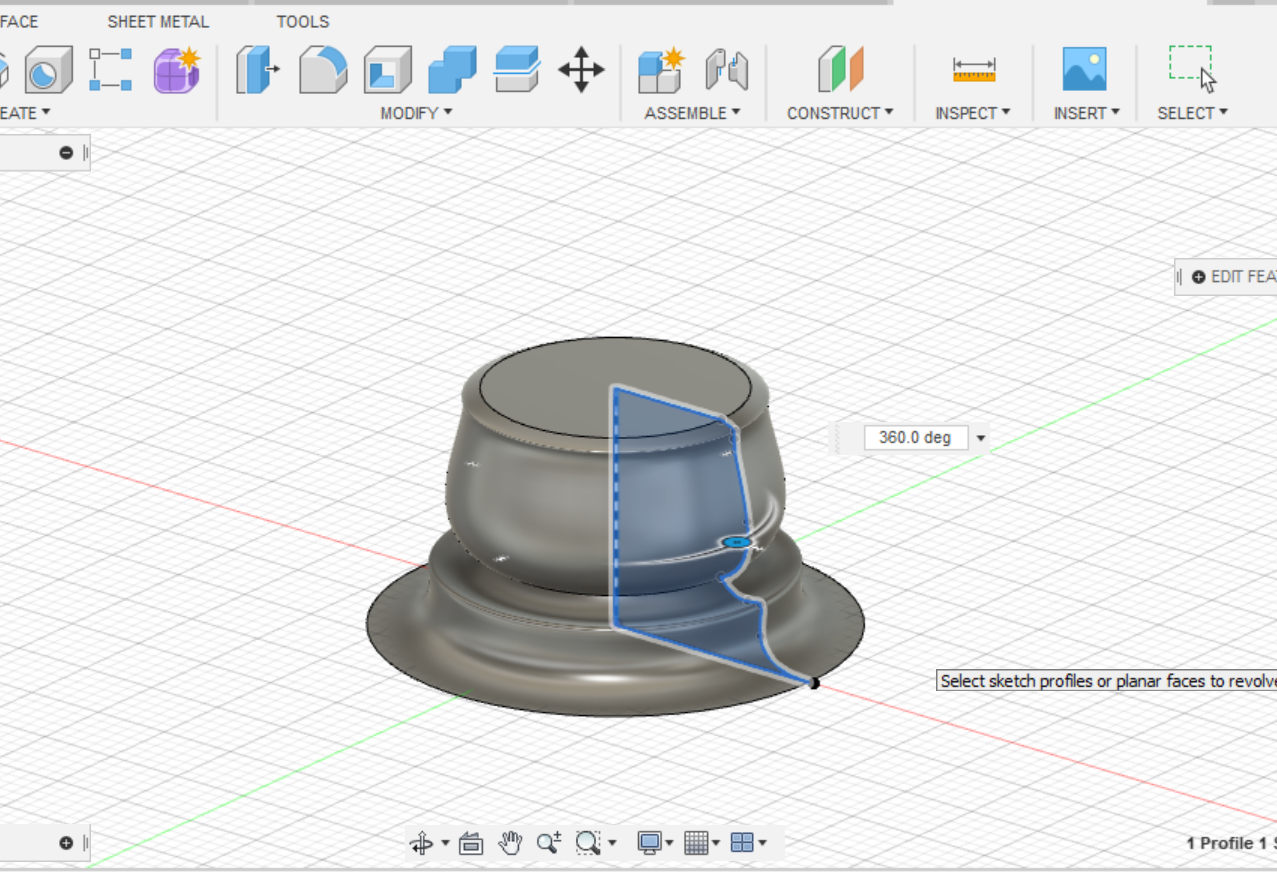 FACE
SHEET METAL
TOOLS
EATE
MODIFY
ASSEMBLE
CONSTRUCT
INSPECT
INSERT
SELECT
EDIT FEA
360.0 deg
Select sketch profiles or planar faces to revolve
1 Profile 1 S